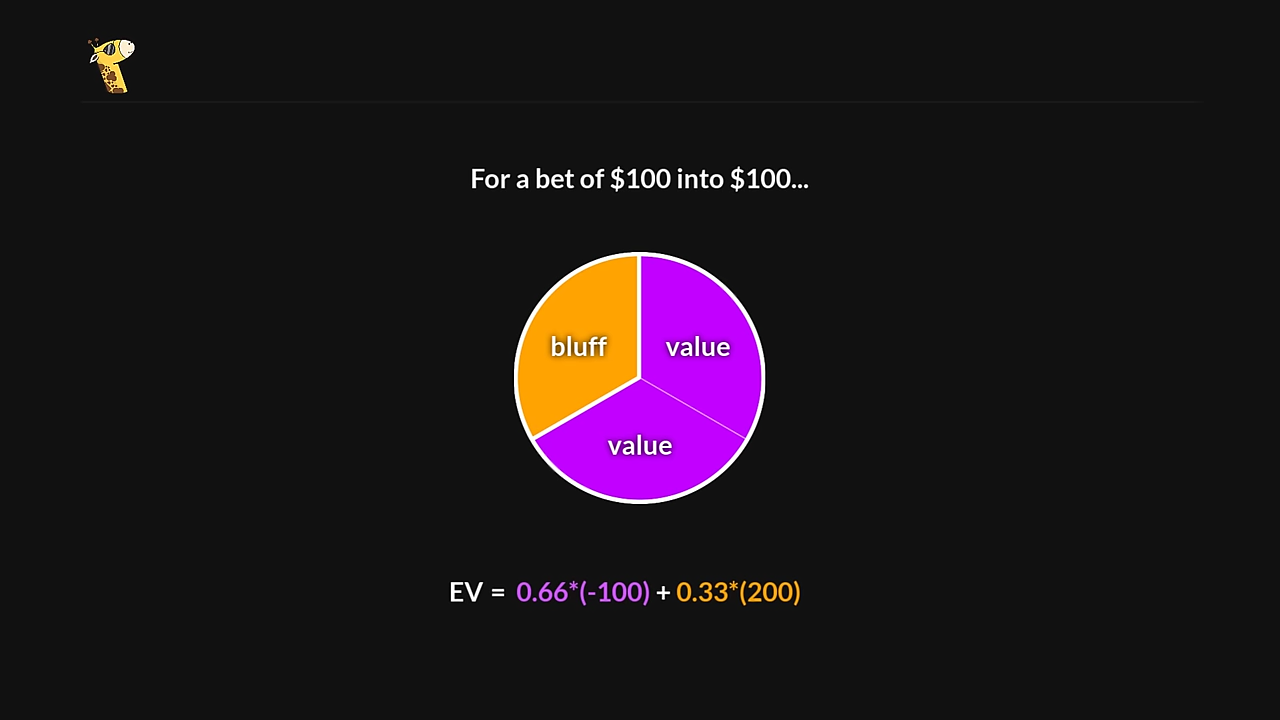 For a bet of $100 into $100...
bluff
value
value
EV = 0.66*(-100) + 0.33*(200)